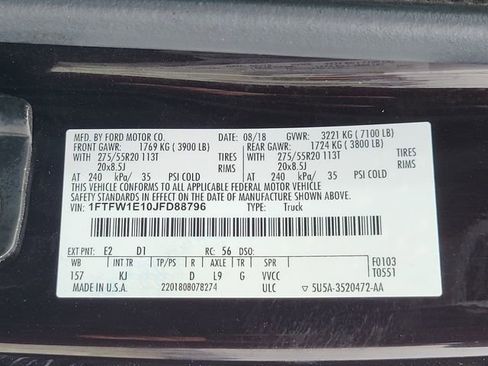 MFD. BY FORD MOTOR CO. 08/18 GVWR: 3221 KG (7100 LB)
FRONT GAWR: 1769 KG (3900 LB) REAR GAWR: 1724 KG (3800 LB)
WITH 275/55R20 113T TIRES WITH 275/55R20 113T TIRES
20x8.5J RIMS 20x8.5J RIMS
AT 240 kPa/ 35 PSI COLD AT 240 kPa/ 35 PSI COLD
THIS VEHICLE CONFORMS TO ALL APPLICABLE FEDERAL MOTOR VEHICLE
SAFETY STANDARDS IN EFFECT ON THE DATE OF MANUFACTURE SHOWN ABOVE.
VIN: 1FTFW1E10JFD88796 TYPE: Truck
EXT PNT: E2 D1 RC: 56 DSO:
WB INT TR TP/PS R AXLE TR SPR F0103
157 KJ D L9 G VVCC T0551
MADE IN U.S.A. 2201808078274 ULC 5U5A-3520472-AA